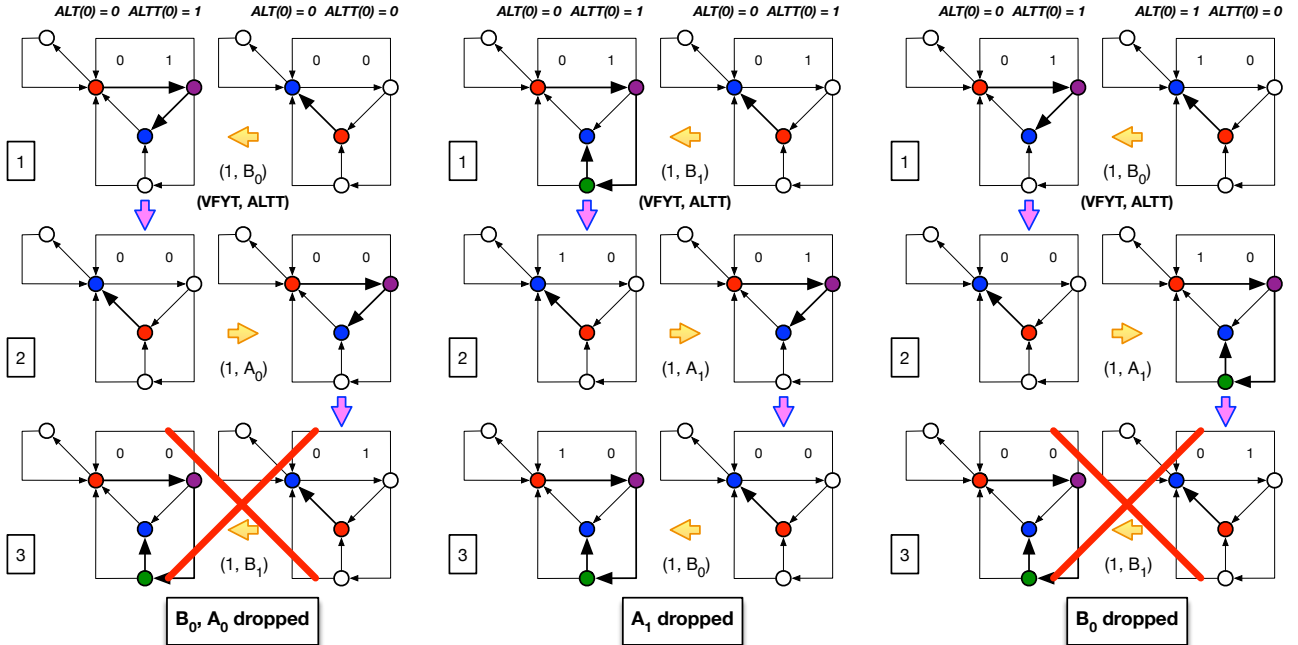 ALT(0) = 0 ALTT(0) = 1 ALT(0) = 0 ALTT(0) = 0
0 1 0 0
1
(1, B0)
(VFYT, ALTT)
0 0 0 0
2
(1, A0)
0 0 0 1
3
(1, B1)
B0, A0 dropped
ALT(0) = 0 ALTT(0) = 1 ALT(0) = 0 ALTT(0) = 1
0 1 0 1
1
(1, B1)
(VFYT, ALTT)
1 0 0 1
2
(1, A1)
1 0 0 0
3
(1, B0)
A1 dropped
ALT(0) = 0 ALTT(0) = 1 ALT(0) = 1 ALTT(0) = 0
0 1 1 0
1
(1, B0)
(VFYT, ALTT)
0 0 1 0
2
(1, A1)
0 0 0 1
3
(1, B1)
B0 dropped